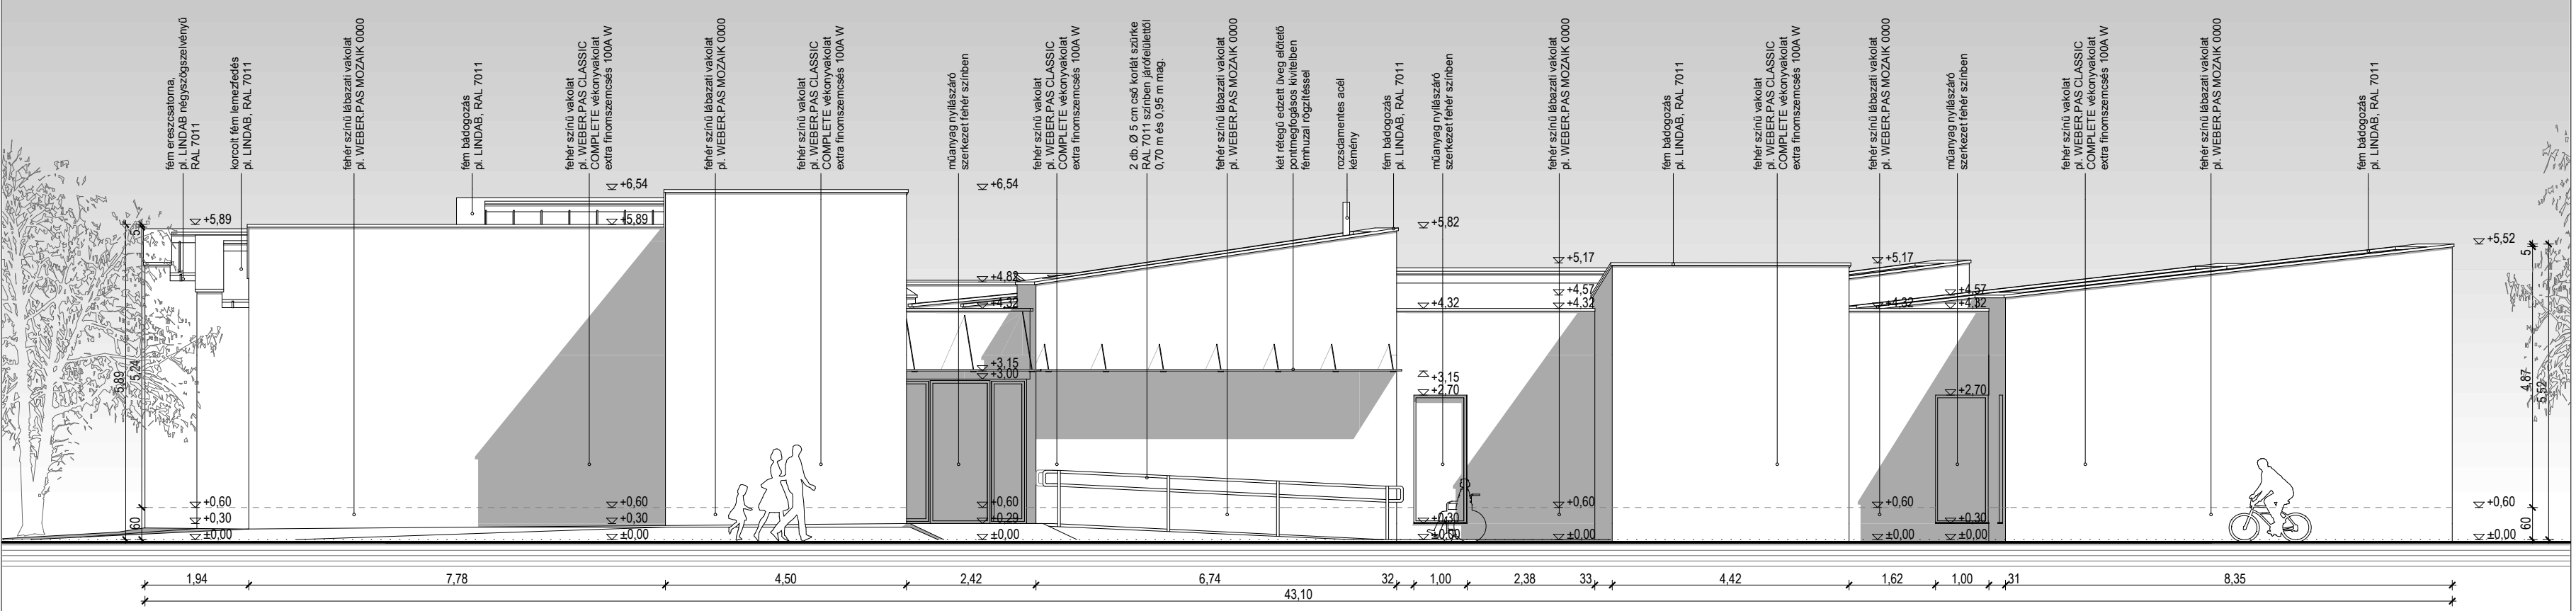 fém ereszcsatorna,
pl. LINDAB négyszögszelvényű
RAL 7011
korcolt fém lemezfedés
pl. LINDAB, RAL 7011
fehér színű lábazati vakolat
pl. WEBER.PAS MOZAIK 0000
fém bádogozás
pl. LINDAB, RAL 7011
fehér színű vakolat
pl. WEBER.PAS CLASSIC
COMPLETE vékonyvakolat
extra finomszemcsés 100A W
fehér színű lábazati vakolat
pl. WEBER.PAS MOZAIK 0000
fehér színű vakolat
pl. WEBER.PAS CLASSIC
COMPLETE vékonyvakolat
extra finomszemcsés 100A W
műanyag nyílászáró
szerkezet fehér színben
fehér színű vakolat
pl. WEBER.PAS CLASSIC
COMPLETE vékonyvakolat
extra finomszemcsés 100A W
2 db. Ø 5 cm cső korlát szürke
RAL 7011 színben járófelülettől
0,70 m és 0,95 m mag.
fehér színű lábazati vakolat
pl. WEBER.PAS MOZAIK 0000
két rétegű edzett üveg előtető
pontmegfogásos kivitelben
fémhuzal rögzítéssel
rozsdamentes acél
kémény
fém bádogozás
pl. LINDAB, RAL 7011
műanyag nyílászáró
szerkezet fehér színben
fehér színű lábazati vakolat
pl. WEBER.PAS MOZAIK 0000
fém bádogozás
pl. LINDAB, RAL 7011
fehér színű vakolat
pl. WEBER.PAS CLASSIC
COMPLETE vékonyvakolat
extra finomszemcsés 100A W
fehér színű lábazati vakolat
pl. WEBER.PAS MOZAIK 0000
műanyag nyílászáró
szerkezet fehér színben
fehér színű vakolat
pl. WEBER.PAS CLASSIC
COMPLETE vékonyvakolat
extra finomszemcsés 100A W
fehér színű lábazati vakolat
pl. WEBER.PAS MOZAIK 0000
fém bádogozás
pl. LINDAB, RAL 7011
5,89
5
5,24
60
+5,89
+0,60
+0,30
±0,00
+6,54
+5,89
+0,60
+0,30
±0,00
+6,54
+4,82
+4,32
+3,15
+3,00
+0,60
+0,29
±0,00
+5,82
+4,32
+3,15
+2,70
+0,30
±0,00
+5,17
+4,57
+4,32
+0,60
±0,00
+5,17
+4,32
+0,60
±0,00
+4,57
+4,32
+2,70
+0,30
±0,00
+5,52
+0,60
±0,00
5
4,87
5,52
60
1,94 7,78 4,50 2,42 6,74 32 1,00 2,38 33 4,42 1,62 1,00 31 8,35
43,10